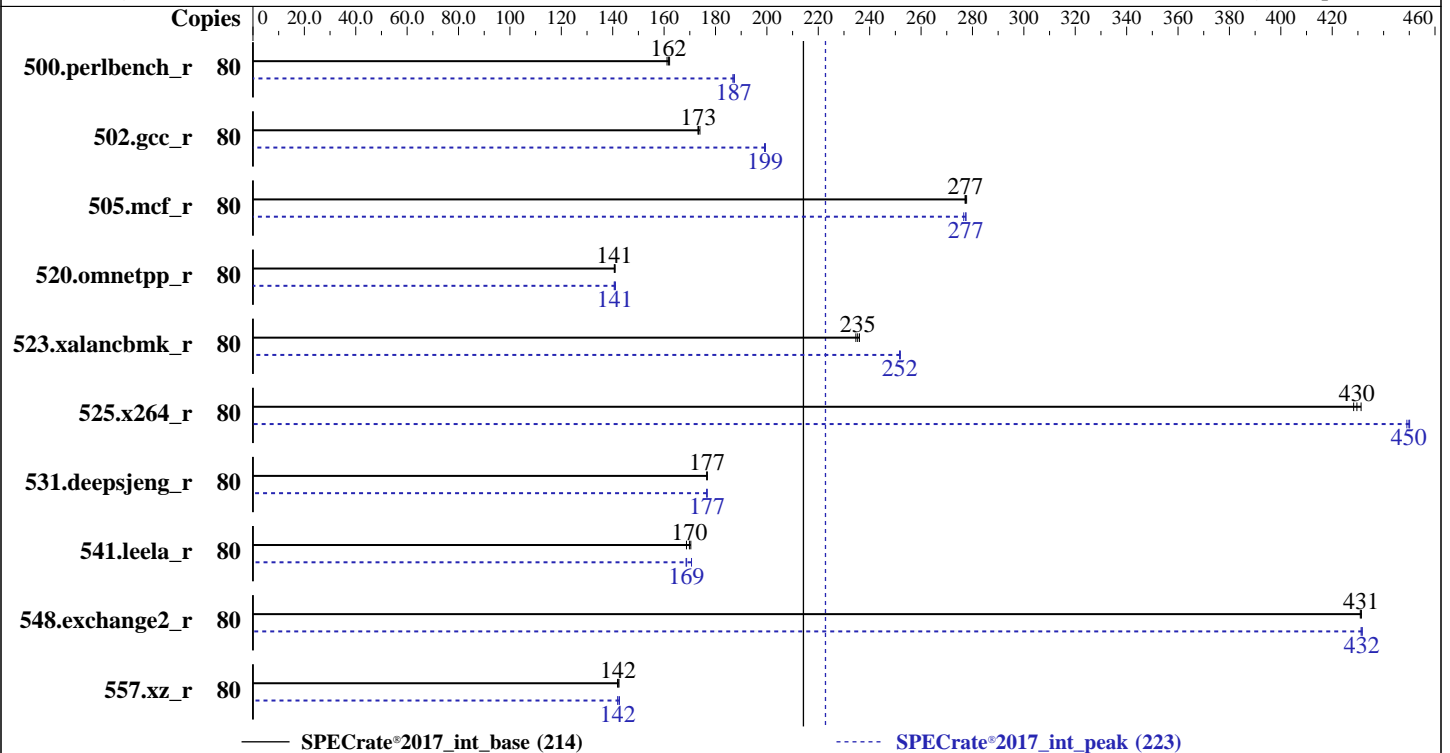 Copies 0 20.0 40.0 60.0 80.0 100 120 140 160 180 200 220 240 260 280 300 320 340 360 380 400 420 460
500.perlbench_r 80 162
187
502.gcc_r 80 173
199
505.mcf_r 80 277
277
520.omnetpp_r 80 141
141
523.xalancbmk_r 80 235
252
525.x264_r 80 430
450
531.deepsjeng_r 80 177
177
541.leela_r 80 170
169
548.exchange2_r 80 431
432
557.xz_r 80 142
142
SPECrate®2017_int_base (214) SPECrate®2017_int_peak (223)